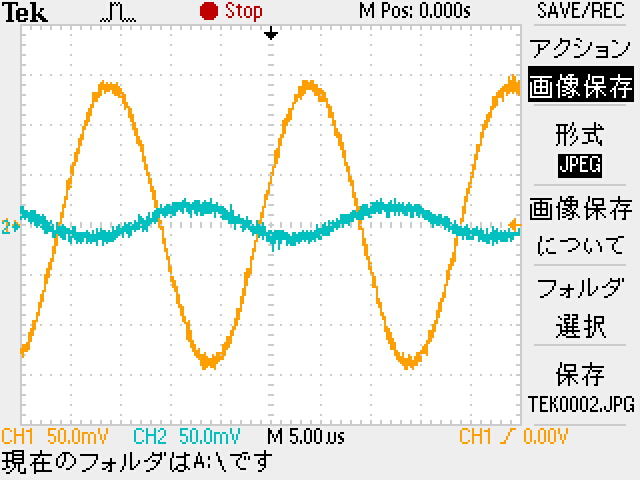 Tek Stop M Pos: 0.000s SAVE/REC
アクション
画像保存
形式
JPEG
画像保存
について
フォルダ
選択
保存
TEK0002.JPG
2
CH1 50.0mV CH2 50.0mV M 5.00us CH1 0.00V
現在のフォルダはA:\です